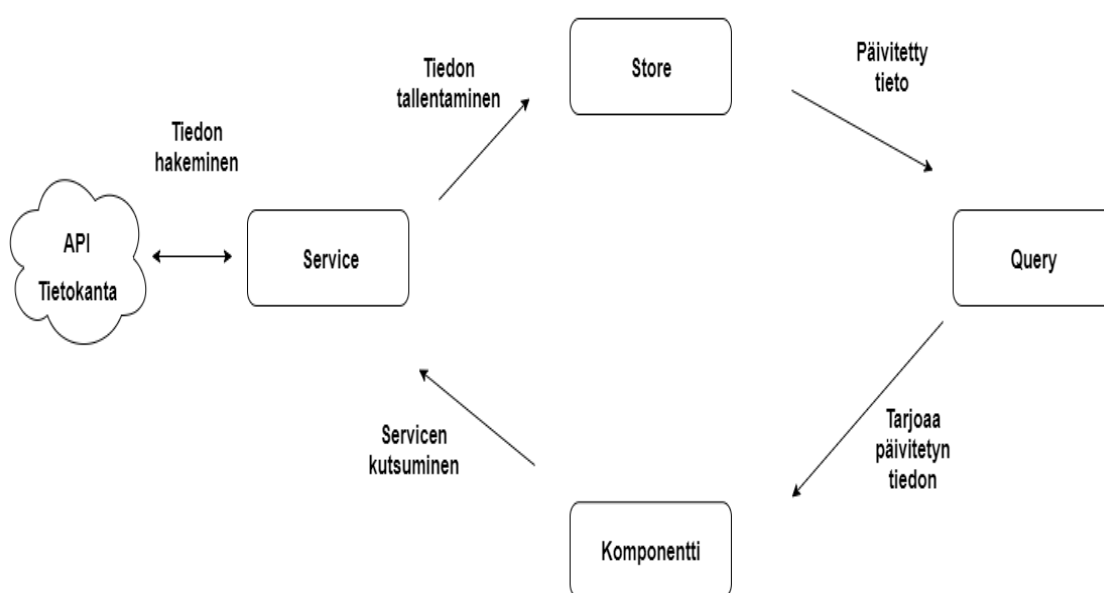 Store
Päivitetty
tieto
Tiedon
tallentaminen
Tiedon
hakeminen
API
Tietokanta
Service
Query
Servicen
kutsuminen
Tarjoaa
päivitetyn
tiedon
Komponentti